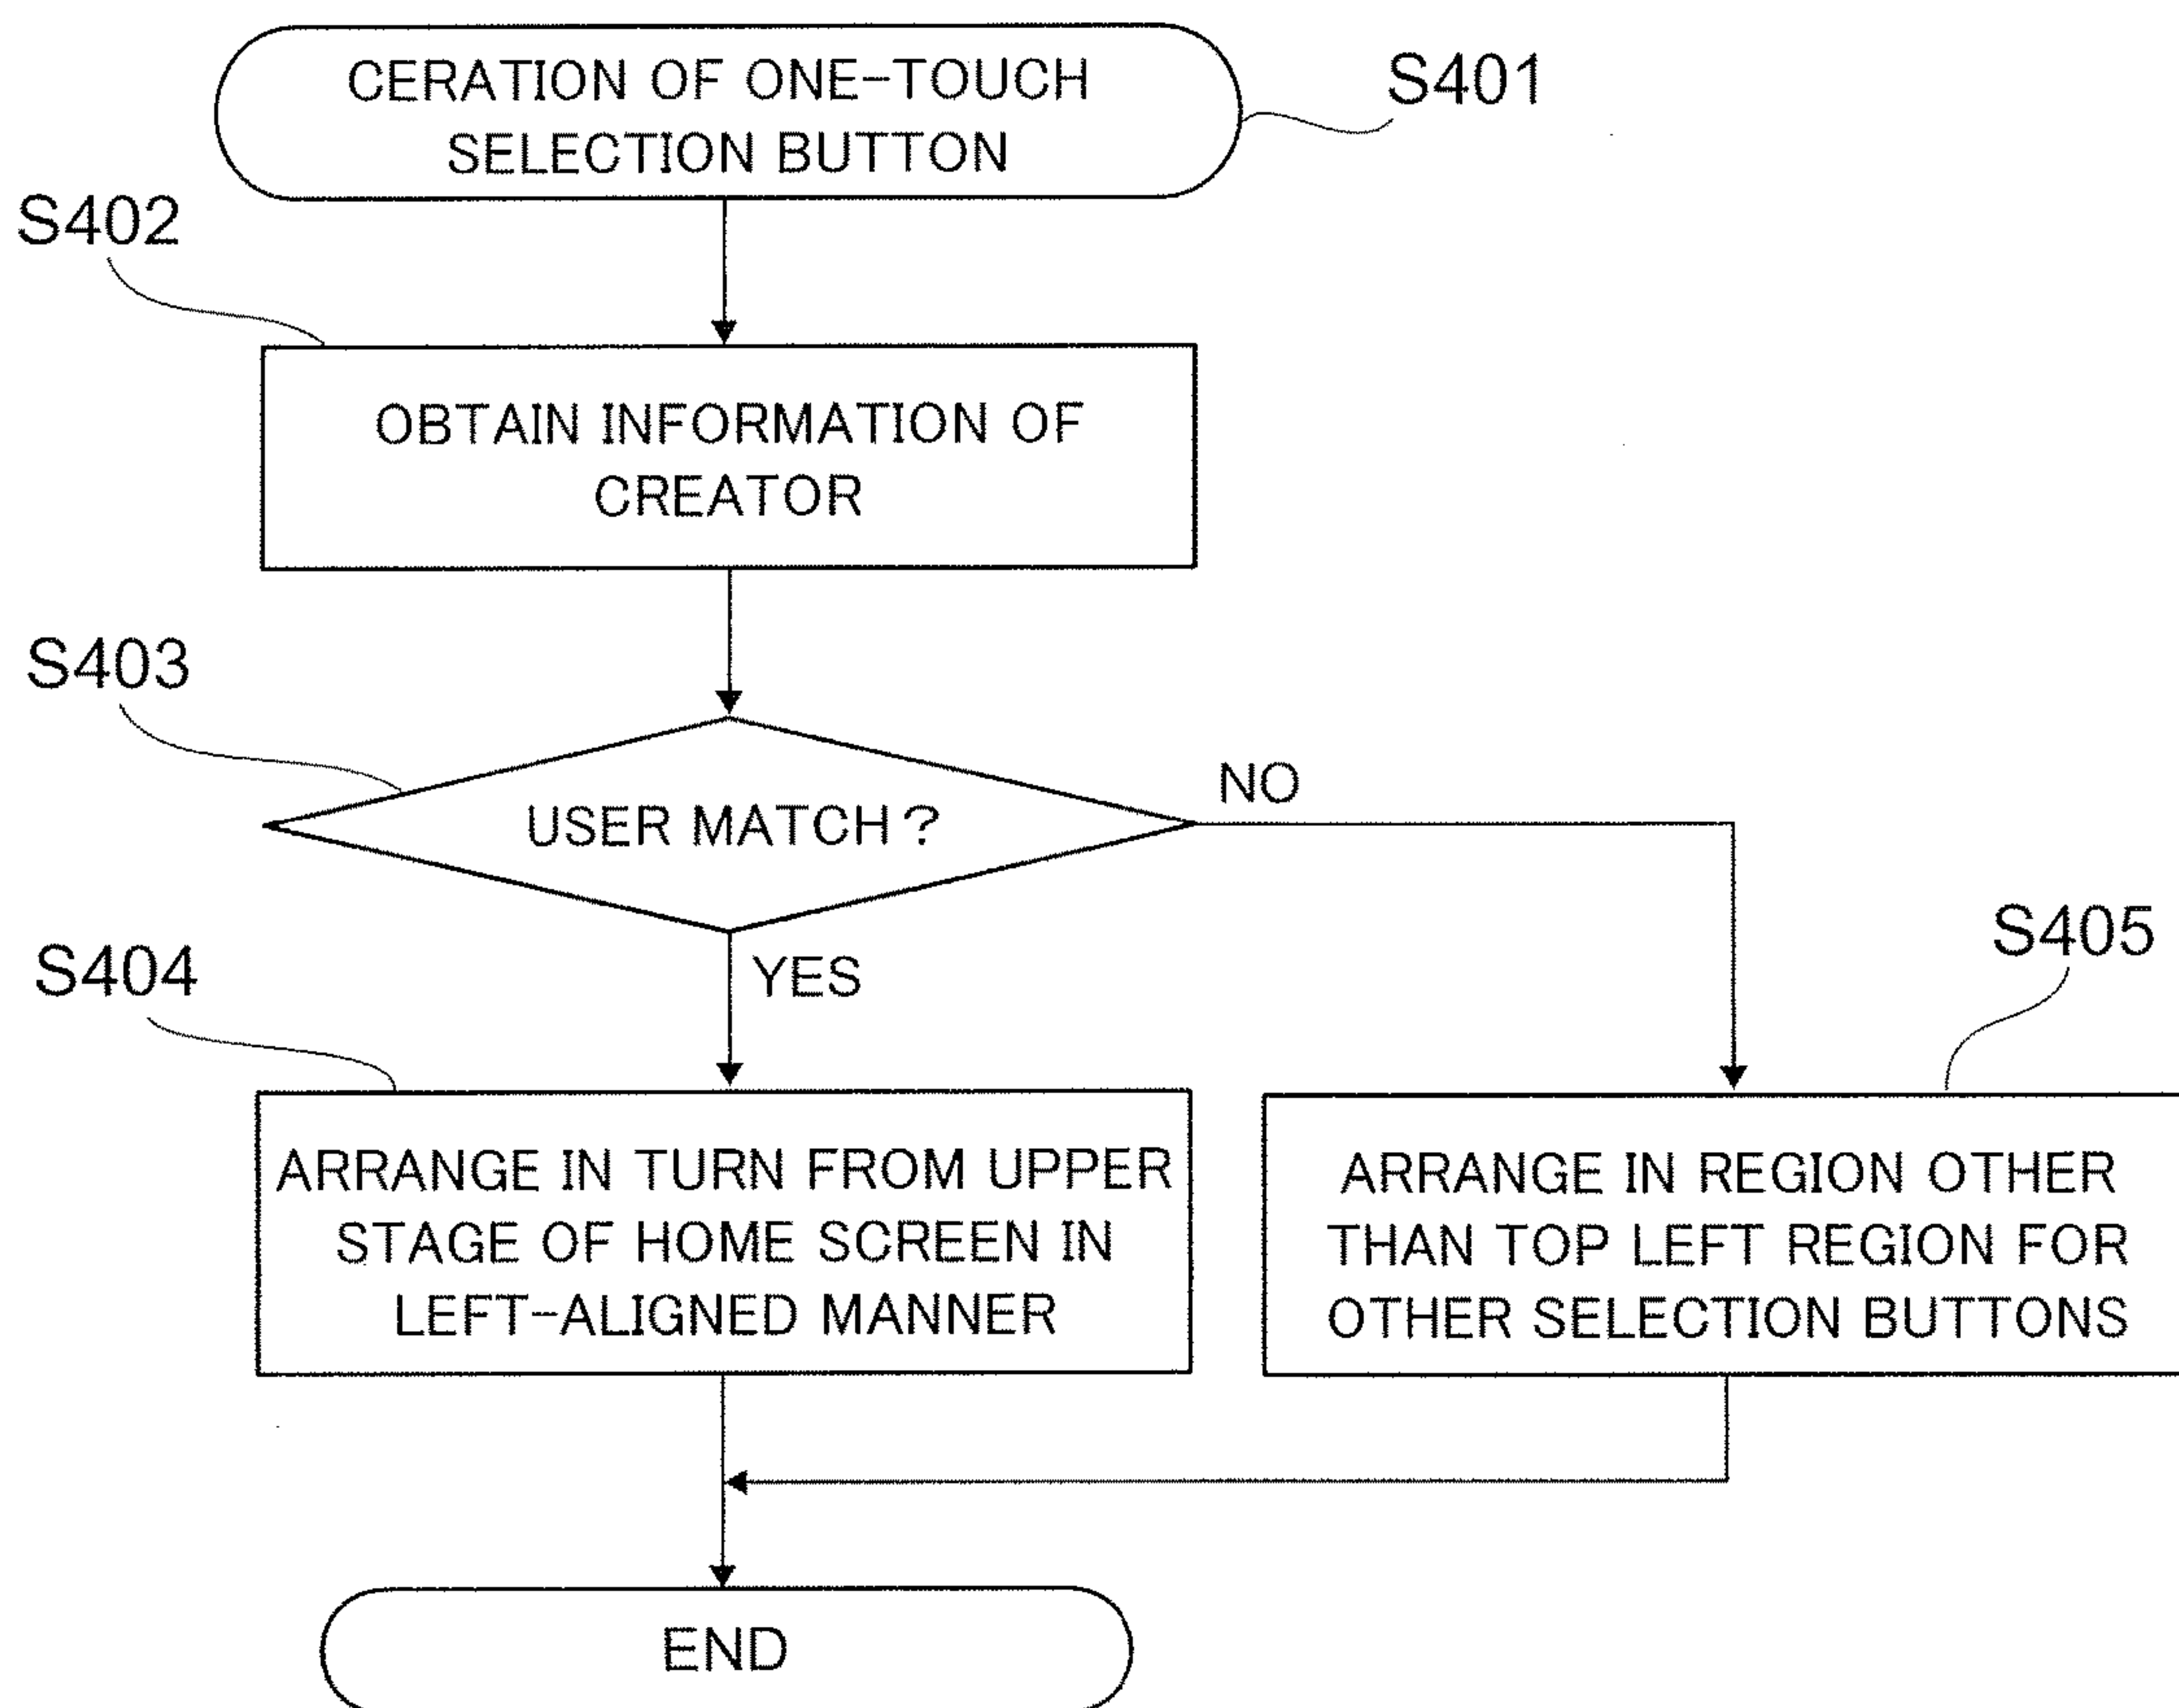 CERATION OF ONE-TOUCH
SELECTION BUTTON
S401
S402
OBTAIN INFORMATION OF
CREATOR
S403
USER MATCH?
NO
YES
S404
ARRANGE IN TURN FROM UPPER
STAGE OF HOME SCREEN IN
LEFT-ALIGNED MANNER
S405
ARRANGE IN REGION OTHER
THAN TOP LEFT REGION FOR
OTHER SELECTION BUTTONS
END